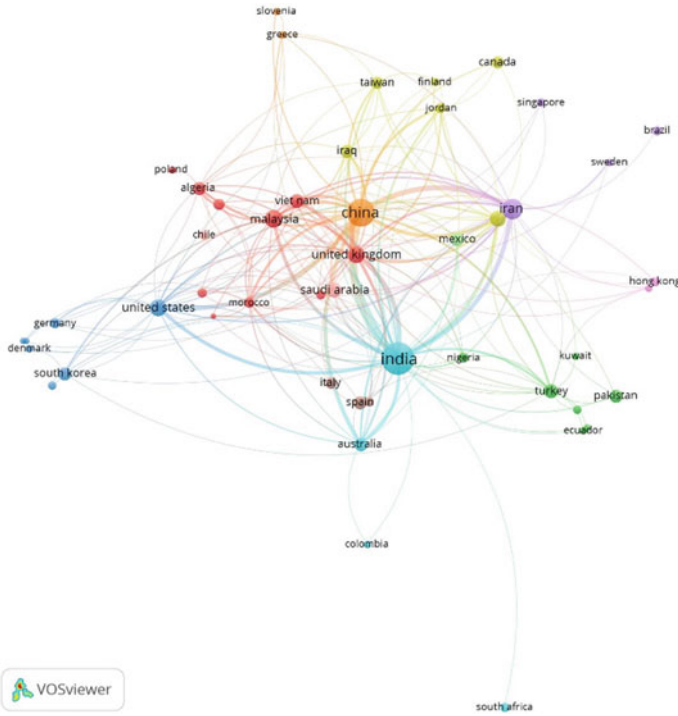 slovenia
greece
canada
taiwan
finland
singapore
jordan
brazil
iraq
sweden
poland
algeria
viet nam
china
iran
malaysia
chile
mexico
united kingdom
hong kong
saudi arabia
morocco
united states
germany
denmark
india
nigeria
kuwait
south korea
italy
turkey
pakistan
spain
ecuador
australia
colombia
VOSviewer
south africa